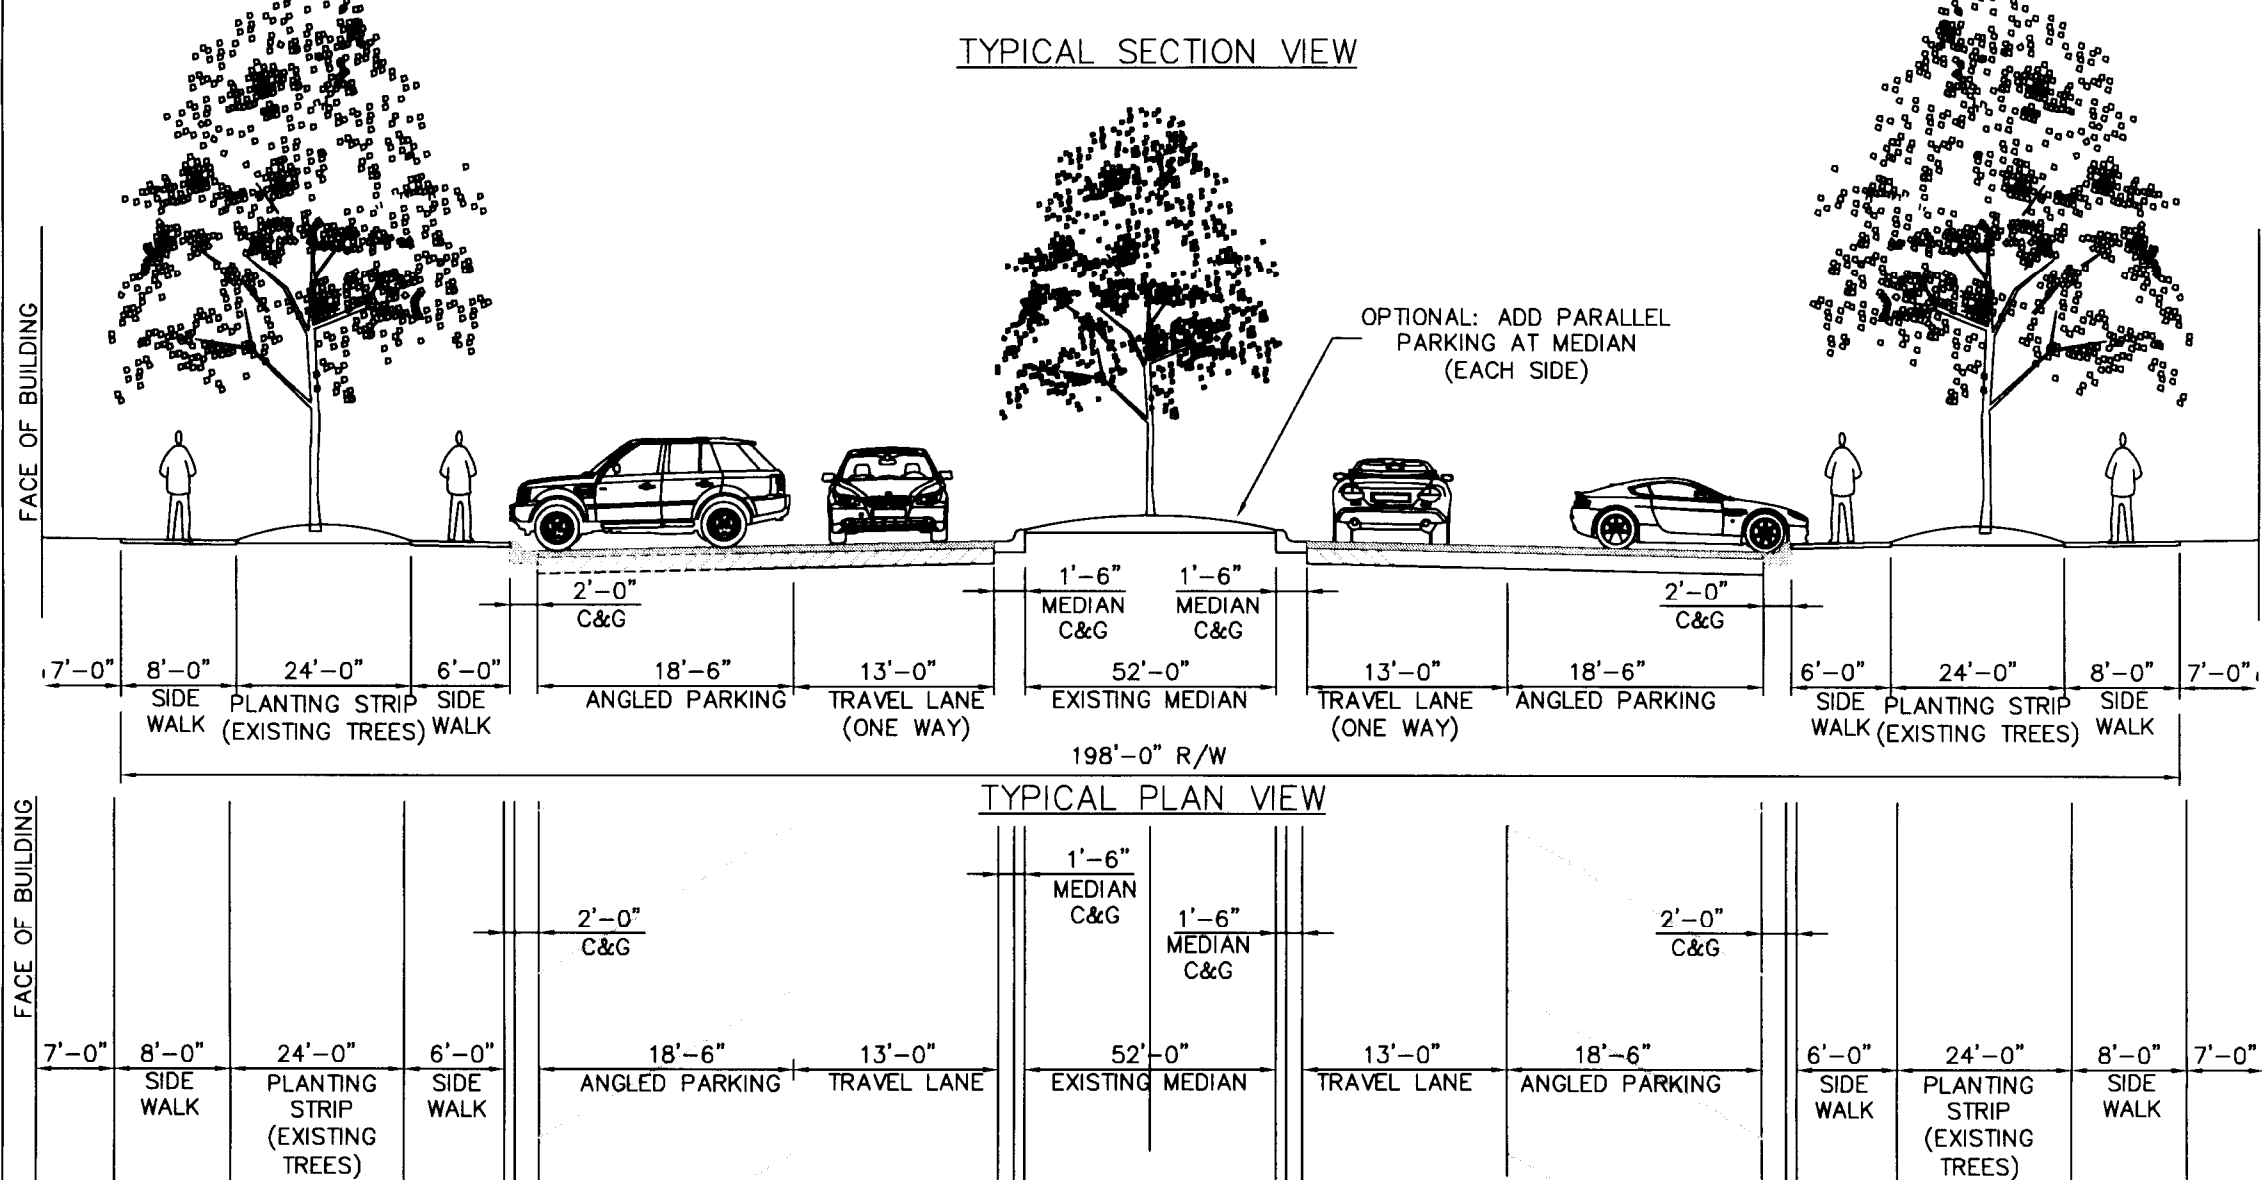 TYPICAL SECTION VIEW
OPTIONAL: ADD PARALLEL
PARKING AT MEDIAN
(EACH SIDE)
FACE OF BUILDING
2'-0"
C&G
1'-6"
MEDIAN
C&G
1'-6"
MEDIAN
C&G
2'-0"
C&G
7'-0"
8'-0"
SIDE
WALK
24'-0"
PLANTING STRIP
(EXISTING TREES)
6'-0"
SIDE
WALK
18'-6"
ANGLED PARKING
13'-0"
TRAVEL LANE
(ONE WAY)
52'-0"
EXISTING MEDIAN
13'-0"
TRAVEL LANE
(ONE WAY)
18'-6"
ANGLED PARKING
6'-0"
SIDE
WALK
24'-0"
PLANTING STRIP
(EXISTING TREES)
8'-0"
SIDE
WALK
7'-0"
198'-0" R/W
TYPICAL PLAN VIEW
FACE OF BUILDING
2'-0"
C&G
1'-6"
MEDIAN
C&G
1'-6"
MEDIAN
C&G
2'-0"
C&G
7'-0"
8'-0"
SIDE
WALK
24'-0"
PLANTING
STRIP
(EXISTING
TREES)
6'-0"
SIDE
WALK
18'-6"
ANGLED PARKING
13'-0"
TRAVEL LANE
52'-0"
EXISTING MEDIAN
13'-0"
TRAVEL LANE
18'-6"
ANGLED PARKING
6'-0"
SIDE
WALK
24'-0"
PLANTING
STRIP
(EXISTING
TREES)
8'-0"
SIDE
WALK
7'-0"